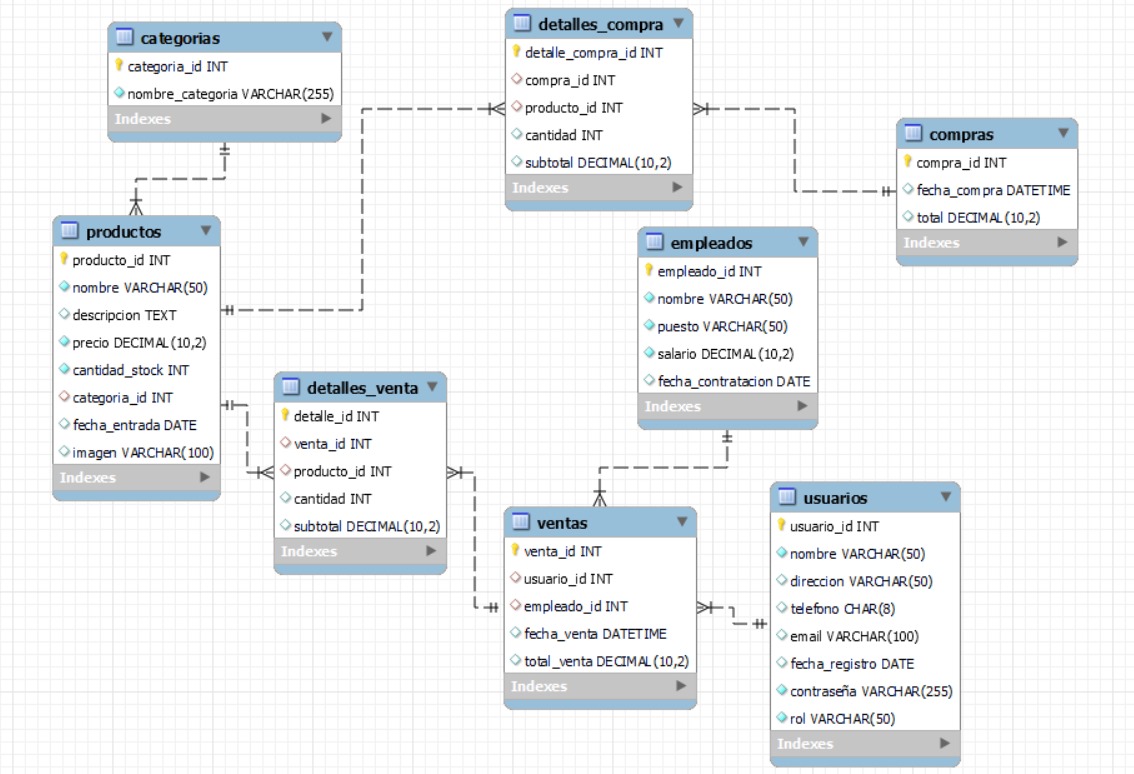 categorias
categoria_id INT
nombre_categoria VARCHAR(255)
Indexes
detalles_compra
detalle_compra_id INT
compra_id INT
producto_id INT
cantidad INT
subtotal DECIMAL(10,2)
Indexes
compras
compra_id INT
fecha_compra DATETIME
total DECIMAL(10,2)
Indexes
productos
producto_id INT
nombre VARCHAR(50)
descripcion TEXT
precio DECIMAL(10,2)
cantidad_stock INT
categoria_id INT
fecha_entrada DATE
imagen VARCHAR(100)
Indexes
empleados
empleado_id INT
nombre VARCHAR(50)
puesto VARCHAR(50)
salario DECIMAL(10,2)
fecha_contratacion DATE
Indexes
detalles_venta
detalle_id INT
venta_id INT
producto_id INT
cantidad INT
subtotal DECIMAL(10,2)
Indexes
ventas
venta_id INT
usuario_id INT
empleado_id INT
fecha_venta DATETIME
total_venta DECIMAL(10,2)
Indexes
usuarios
usuario_id INT
nombre VARCHAR(50)
direccion VARCHAR(50)
telefono CHAR(8)
email VARCHAR(100)
fecha_registro DATE
contraseña VARCHAR(255)
rol VARCHAR(50)
Indexes